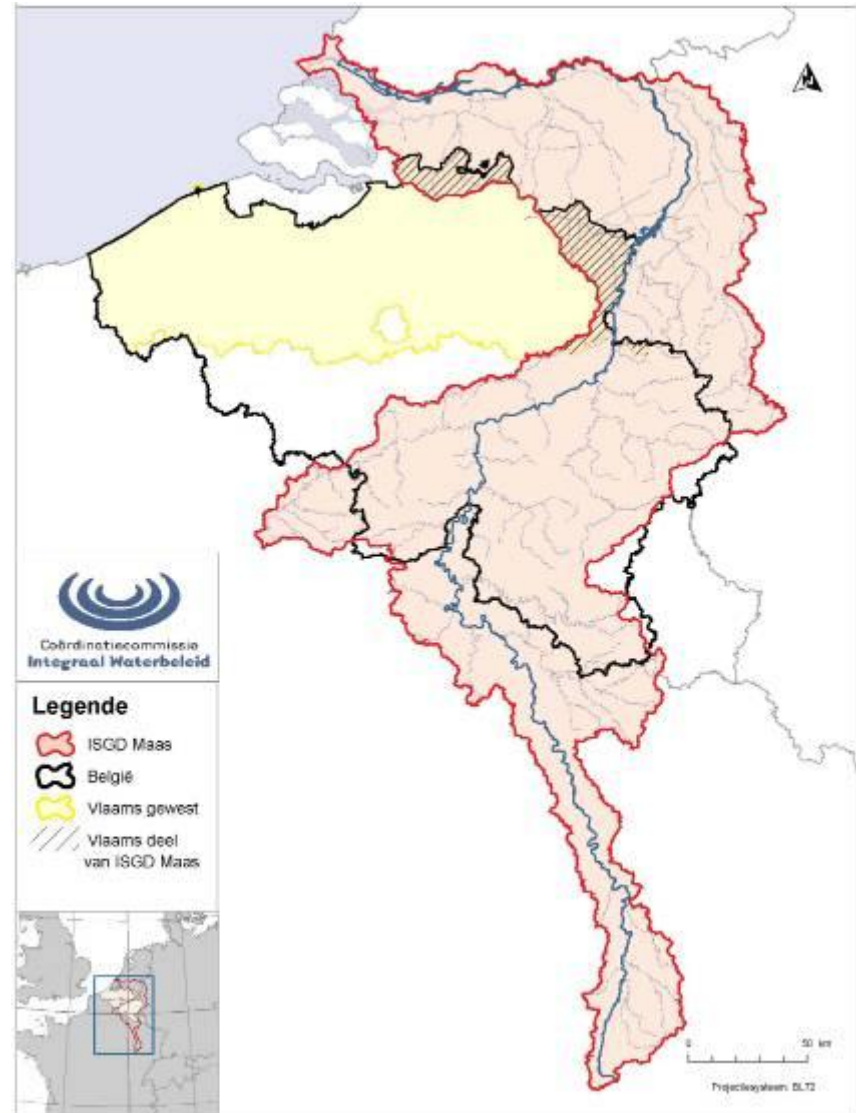 Coördinatiecommissie
Integraal Waterbeleid
Legende
ISGD Maas
België
Vlaams gewest
Vlaams deel
van ISGD Maas
0 50 km
Projectiesysteem: BL72